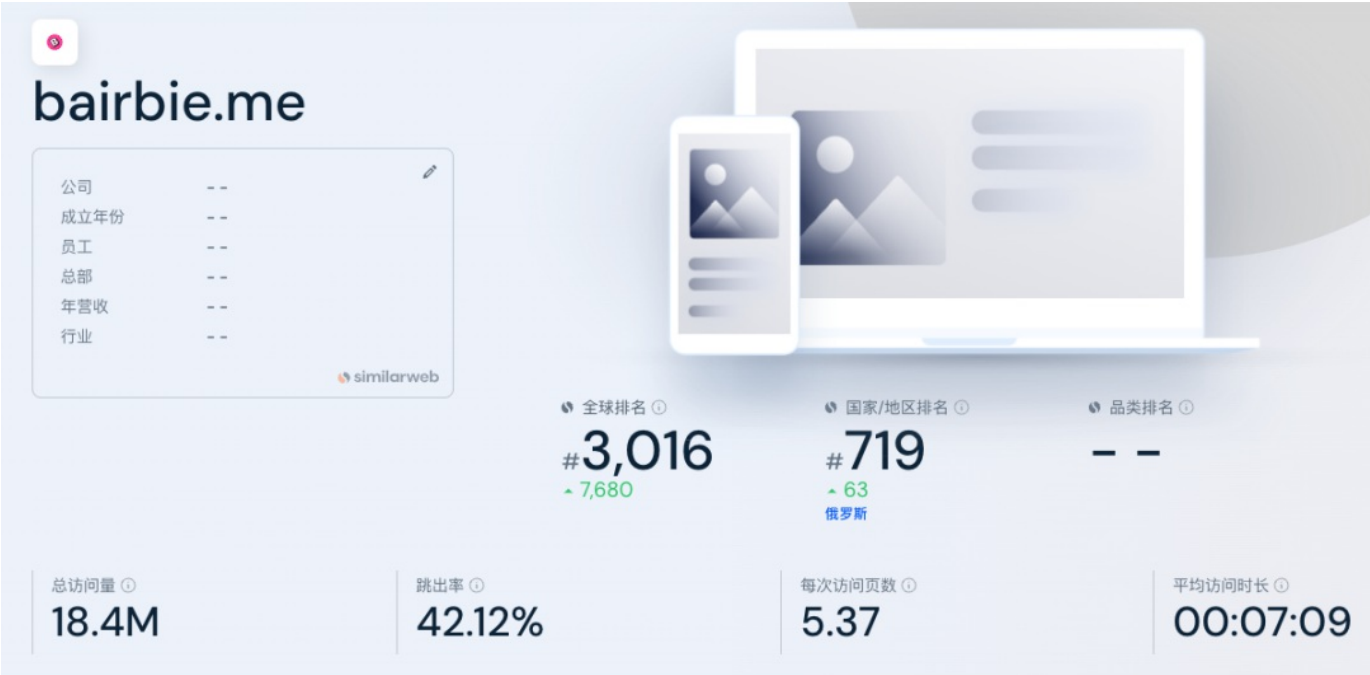 bairbie.me
公司 --
成立年份 --
员工 --
总部 --
年营收 --
行业 --
similarweb
全球排名
#3,016
7,680
国家/地区排名
#719
63
俄罗斯
品类排名
- -
总访问量
18.4M
跳出率
42.12%
每次访问页数
5.37
平均访问时长
00:07:09